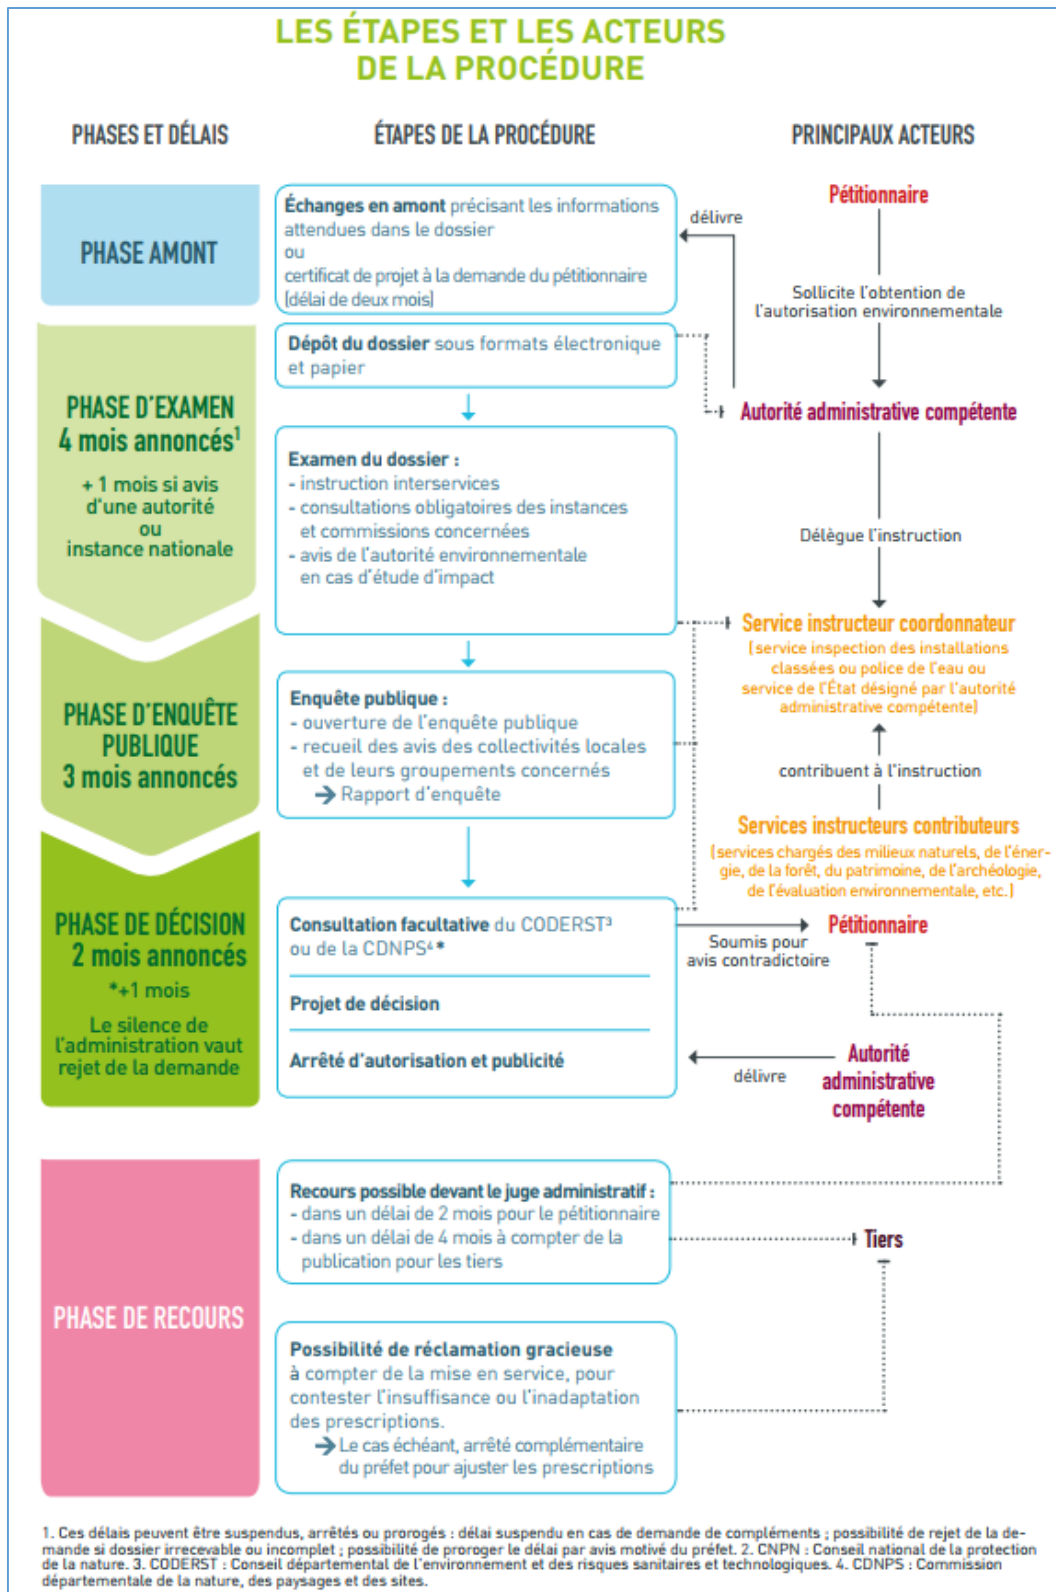 LES ÉTAPES ET LES ACTEURS
DE LA PROCÉDURE
PHASES ET DÉLAIS
ÉTAPES DE LA PROCÉDURE
PRINCIPAUX ACTEURS
PHASE AMONT
Échanges en amont précisant les informations
attendues dans le dossier
ou
certificat de projet à la demande du pétitionnaire
(délai de deux mois)
délivre
Pétitionnaire
Sollicite l'obtention de
l'autorisation environnementale
PHASE D'EXAMEN
4 mois annoncés¹
+ 1 mois si avis
d'une autorité
ou
instance nationale
Dépôt du dossier sous formats électronique
et papier
Autorité administrative compétente
Examen du dossier :
- instruction interservices
- consultations obligatoires des instances
et commissions concernées
- avis de l'autorité environnementale
en cas d'étude d'impact
Délègue l'instruction
Service instructeur coordonnateur
(service inspection des installations
classées ou police de l'eau ou
service de l'État désigné par l'autorité
administrative compétente)
PHASE D'ENQUÊTE
PUBLIQUE
3 mois annoncés
Enquête publique :
- ouverture de l'enquête publique
- recueil des avis des collectivités locales
et de leurs groupements concernés
→ Rapport d'enquête
contribuent à l'instruction
Services instructeurs contributeurs
(services chargés des milieux naturels, de l'éner-
gie, de la forêt, du patrimoine, de l'archéologie,
de l'évaluation environnementale, etc.)
PHASE DE DÉCISION
2 mois annoncés
*+1 mois
Le silence de
l'administration vaut
rejet de la demande
Consultation facultative du CODERST³
ou de la CDNPS⁴*
Projet de décision
Arrêté d'autorisation et publicité
Soumis pour
avis contradictoire
Pétitionnaire
délivre
Autorité
administrative
compétente
PHASE DE RECOURS
Recours possible devant le juge administratif :
- dans un délai de 2 mois pour le pétitionnaire
- dans un délai de 4 mois à compter de la
publication pour les tiers
Tiers
Possibilité de réclamation gracieuse
à compter de la mise en service, pour
contester l'insuffisance ou l'inadaptation
des prescriptions.
→ Le cas échéant, arrêté complémentaire
du préfet pour ajuster les prescriptions
1. Ces délais peuvent être suspendus, arrêtés ou prorogés : délai suspendu en cas de demande de compléments ; possibilité de rejet de la de-
mande si dossier irrecevable ou incomplet ; possibilité de proroger le délai par avis motivé du préfet. 2. CNPN : Conseil national de la protection
de la nature. 3. CODERST : Conseil départemental de l'environnement et des risques sanitaires et technologiques. 4. CDNPS : Commission
départementale de la nature, des paysages et des sites.